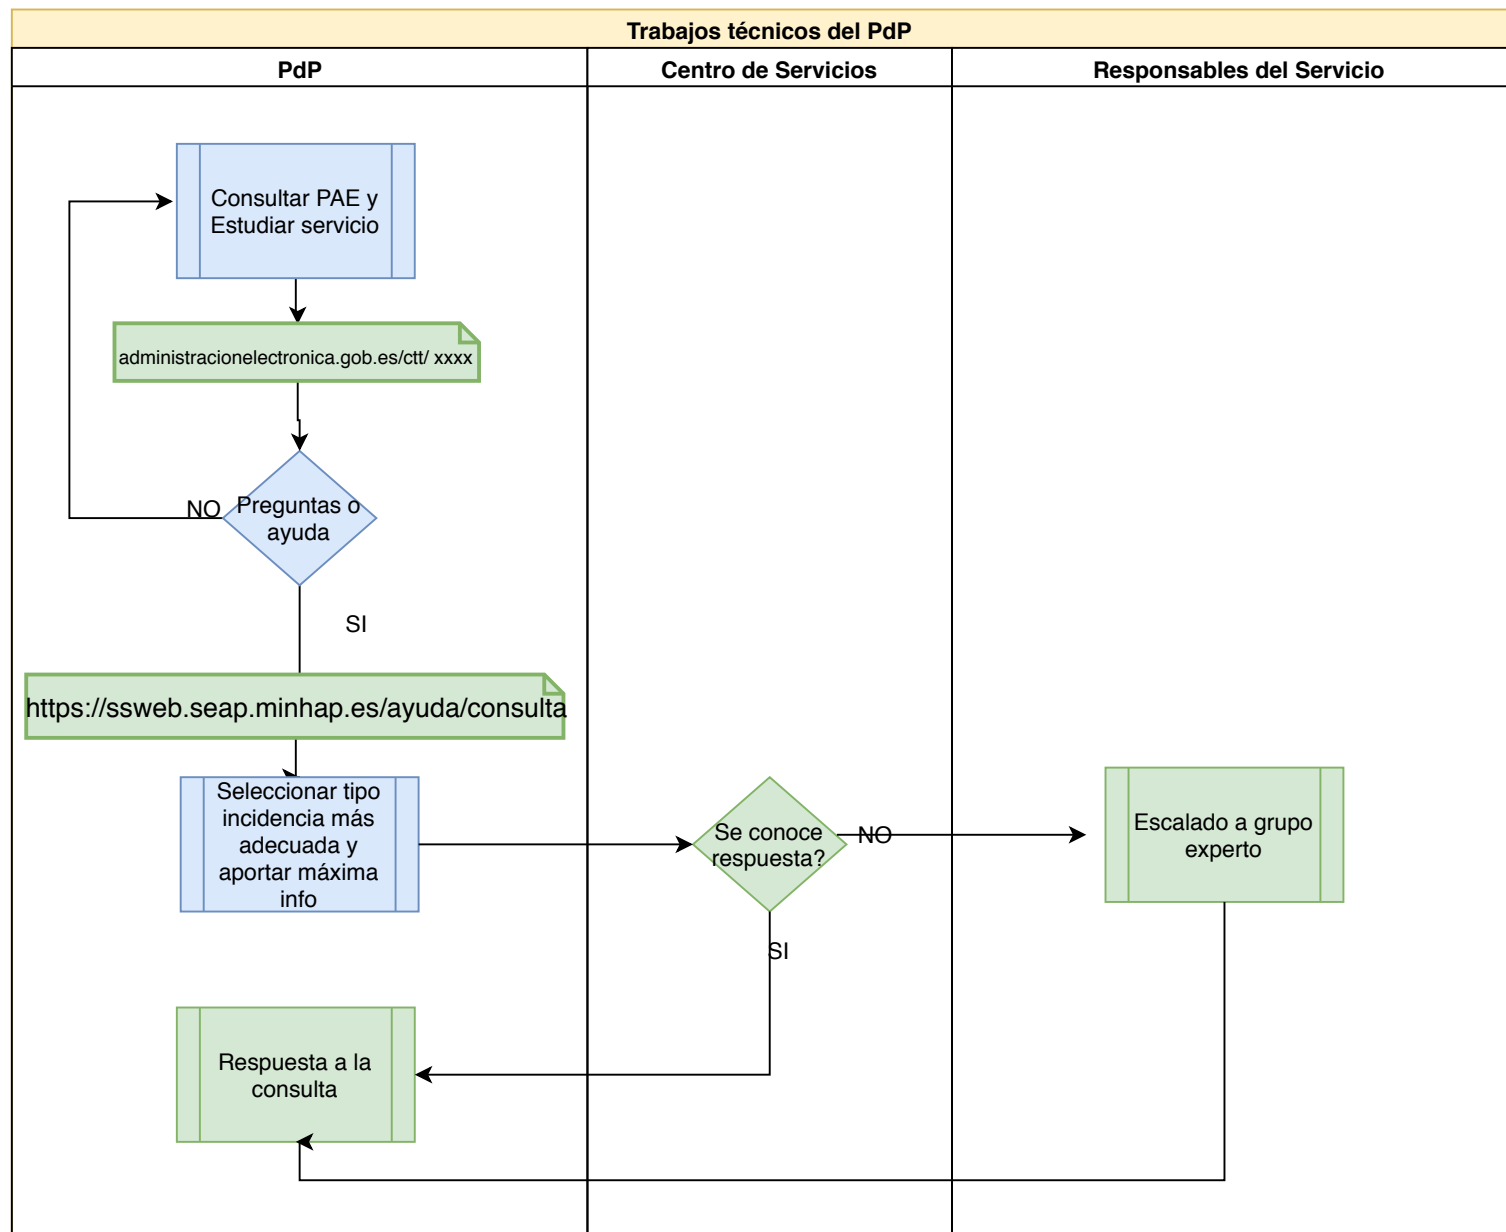 Trabajos técnicos del PdP
PdP
Centro de Servicios
Responsables del Servicio
Consultar PAE y
Estudiar servicio
administracionelectronica.gob.es/ctt/ xxxx
NO
Preguntas o
ayuda
SI
https://ssweb.seap.minhap.es/ayuda/consulta
Seleccionar tipo
incidencia más
adecuada y
aportar máxima
info
Se conoce
respuesta?
NO
Escalado a grupo
experto
SI
Respuesta a la
consulta